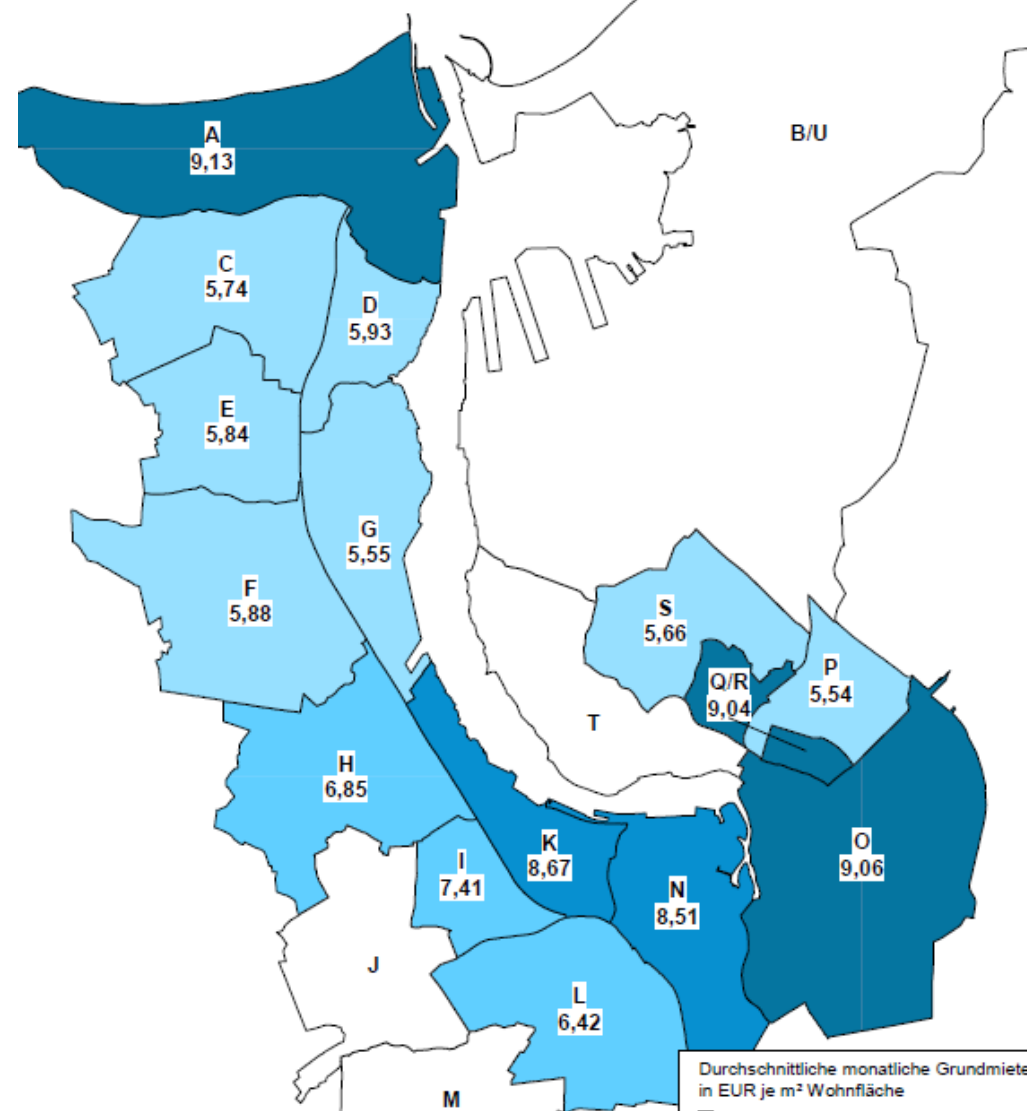 A
9,13
B/U
C
5,74
D
5,93
E
5,84
G
5,55
F
5,88
S
5,66
Q/R
9,04
P
5,54
T
H
6,85
K
8,67
I
7,41
N
8,51
O
9,06
J
L
6,42
M
Durchschnittliche monatliche Grundmiete
in EUR je m² Wohnfläche